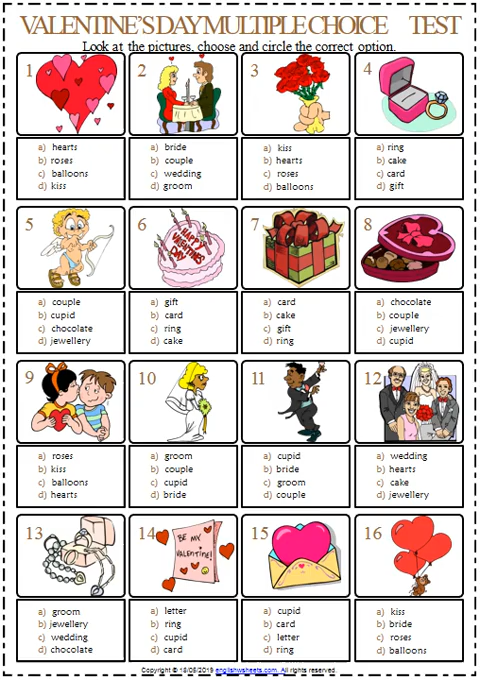 VALENTINE'S DAY MULTIPLE CHOICE TEST
Look at the pictures, choose and circle the correct option.
1
2
3
4
a) hearts
b) roses
c) balloons
d) kiss
a) bride
b) couple
c) wedding
d) groom
a) kiss
b) hearts
c) roses
d) balloons
a) ring
b) cake
c) card
d) gift
5
6
HAPPY
VALENTINES
DAY
7
8
a) couple
b) cupid
c) chocolate
d) jewellery
a) gift
b) card
c) ring
d) cake
a) card
b) cake
c) gift
d) ring
a) chocolate
b) couple
c) jewellery
d) cupid
9
10
11
12
a) roses
b) kiss
c) balloons
d) hearts
a) groom
b) couple
c) cupid
d) bride
a) cupid
b) bride
c) groom
d) couple
a) wedding
b) hearts
c) cake
d) jewellery
13
14
BE MY
VALENTINE!
15
16
a) groom
b) jewellery
c) wedding
d) chocolate
a) letter
b) ring
c) cupid
d) card
a) cupid
b) card
c) letter
d) ring
a) kiss
b) bride
c) roses
d) balloons
Copyright © 18/05/2019 englishwsheets.com. All rights reserved.